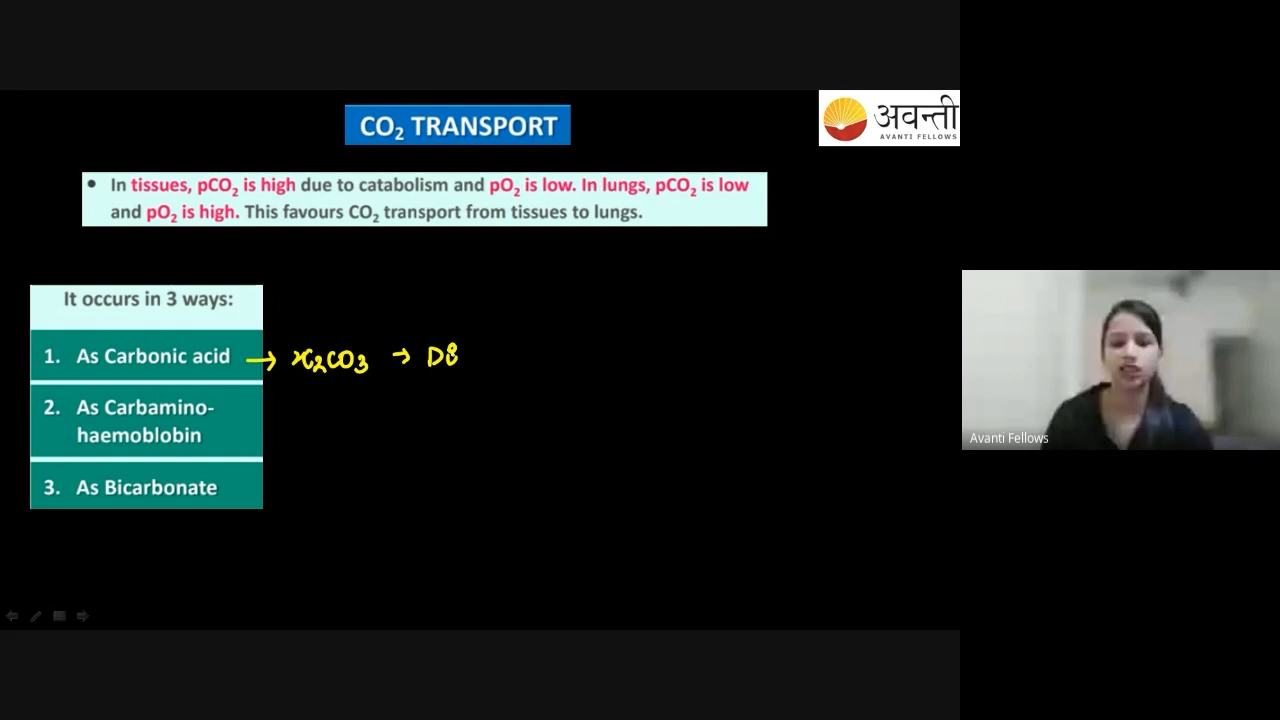 CO₂ TRANSPORT
अवन्ती
AVANTI FELLOWS
• In tissues, pCO₂ is high due to catabolism and pO₂ is low. In lungs, pCO₂ is low
and pO₂ is high. This favours CO₂ transport from tissues to lungs.
It occurs in 3 ways:
1. As Carbonic acid → H₂CO₃ →
2. As Carbamino-
haemoblobin
3. As Bicarbonate
Avanti Fellows